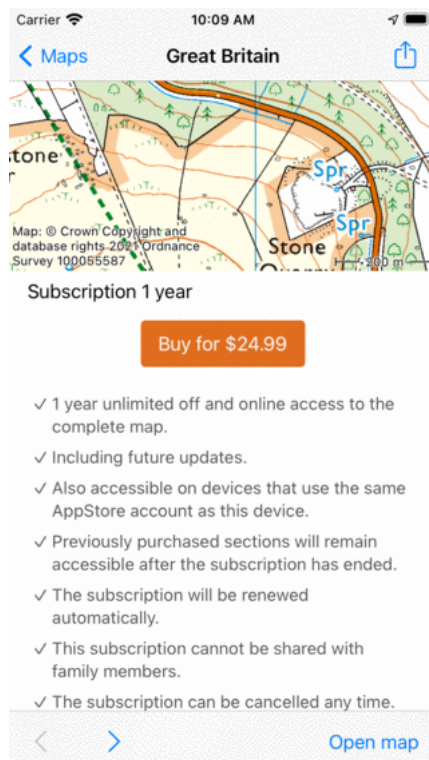 Carrier 10:09 AM
Maps Great Britain
stone
Spr
Spr
Map: © Crown Copyright and
database rights 2021 Ordnance
Survey 100055587
Stone
200 m
Subscription 1 year
Buy for $24.99
✓ 1 year unlimited off and online access to the
complete map.
✓ Including future updates.
✓ Also accessible on devices that use the same
AppStore account as this device.
✓ Previously purchased sections will remain
accessible after the subscription has ended.
✓ The subscription will be renewed
automatically.
✓ This subscription cannot be shared with
family members.
✓ The subscription can be cancelled any time.
Open map